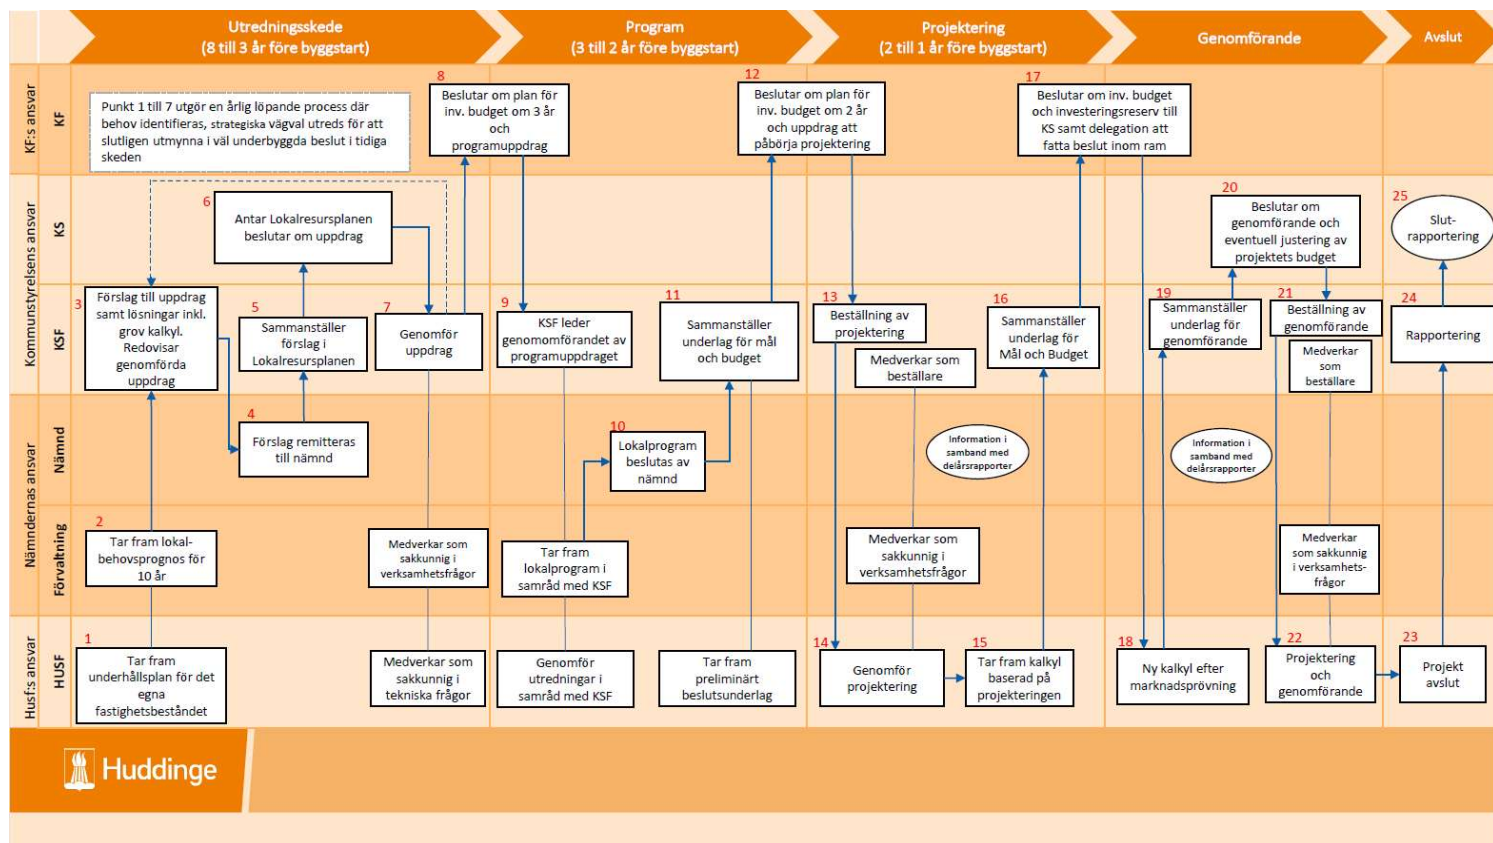 Utredningsskede
(8 till 3 år före byggstart)
Program
(3 till 2 år före byggstart)
Projektering
(2 till 1 år före byggstart)
Genomförande
Avslut
KF:s ansvar
KF
Punkt 1 till 7 utgör en årlig löpande process där
behov identifieras, strategiska vägval utreds för att
slutligen utmynna i väl underbyggda beslut i tidiga
skeden
8
Beslutar om plan för
inv. budget om 3 år
och
programuppdrag
12
Beslutar om plan för
inv. budget om 2 år
och uppdrag att
påbörja projektering
17
Beslutar om inv. budget
och investeringsreserv till
KS samt delegation att
fatta beslut inom ram
Kommunstyrelsens ansvar
KS
6
Antar Lokalresursplanen
beslutar om uppdrag
20
Beslutar om
genomförande och
eventuell justering av
projektets budget
25
Slut-
rapportering
KSF
3
Förslag till uppdrag
samt lösningar inkl.
grov kalkyl.
Redovisar
genomförda
uppdrag
5
Sammanställer
förslag i
Lokalresursplanen
7
Genomför
uppdrag
9
KSF leder
genomomförandet av
programuppdraget
11
Sammanställer
underlag för mål
och budget
13
Beställning av
projektering
Medverkar som
beställare
16
Sammanställer
underlag för
Mål och Budget
19
Sammanställer
underlag för
genomförande
21
Beställning av
genomförande
Medverkar
som
beställare
24
Rapportering
Nämndernas ansvar
Nämnd
4
Förslag remitteras
till nämnd
10
Lokalprogram
beslutas av
nämnd
Information i
samband med
delårsrapporter
Information i
samband med
delårsrapporter
Förvaltning
2
Tar fram lokal-
behovsprognos för
10 år
Medverkar som
sakkunnig i
verksamhetsfrågor
Tar fram
lokalprogram i
samråd med KSF
Medverkar som
sakkunnig i
verksamhetsfrågor
Medverkar
som sakkunnig
i verksamhets-
frågor
Husf:s ansvar
HUSF
1
Tar fram
underhållsplan för det
egna
fastighetsbeståndet
Medverkar som
sakkunnig i
tekniska frågor
Genomför
utredningar i
samråd med KSF
Tar fram
preliminärt
beslutsunderlag
14
Genomför
projektering
15
Tar fram kalkyl
baserad på
projekteringen
18
Ny kalkyl efter
marknadsprövning
22
Projektering
och
genomförande
23
Projekt
avslut
Huddinge